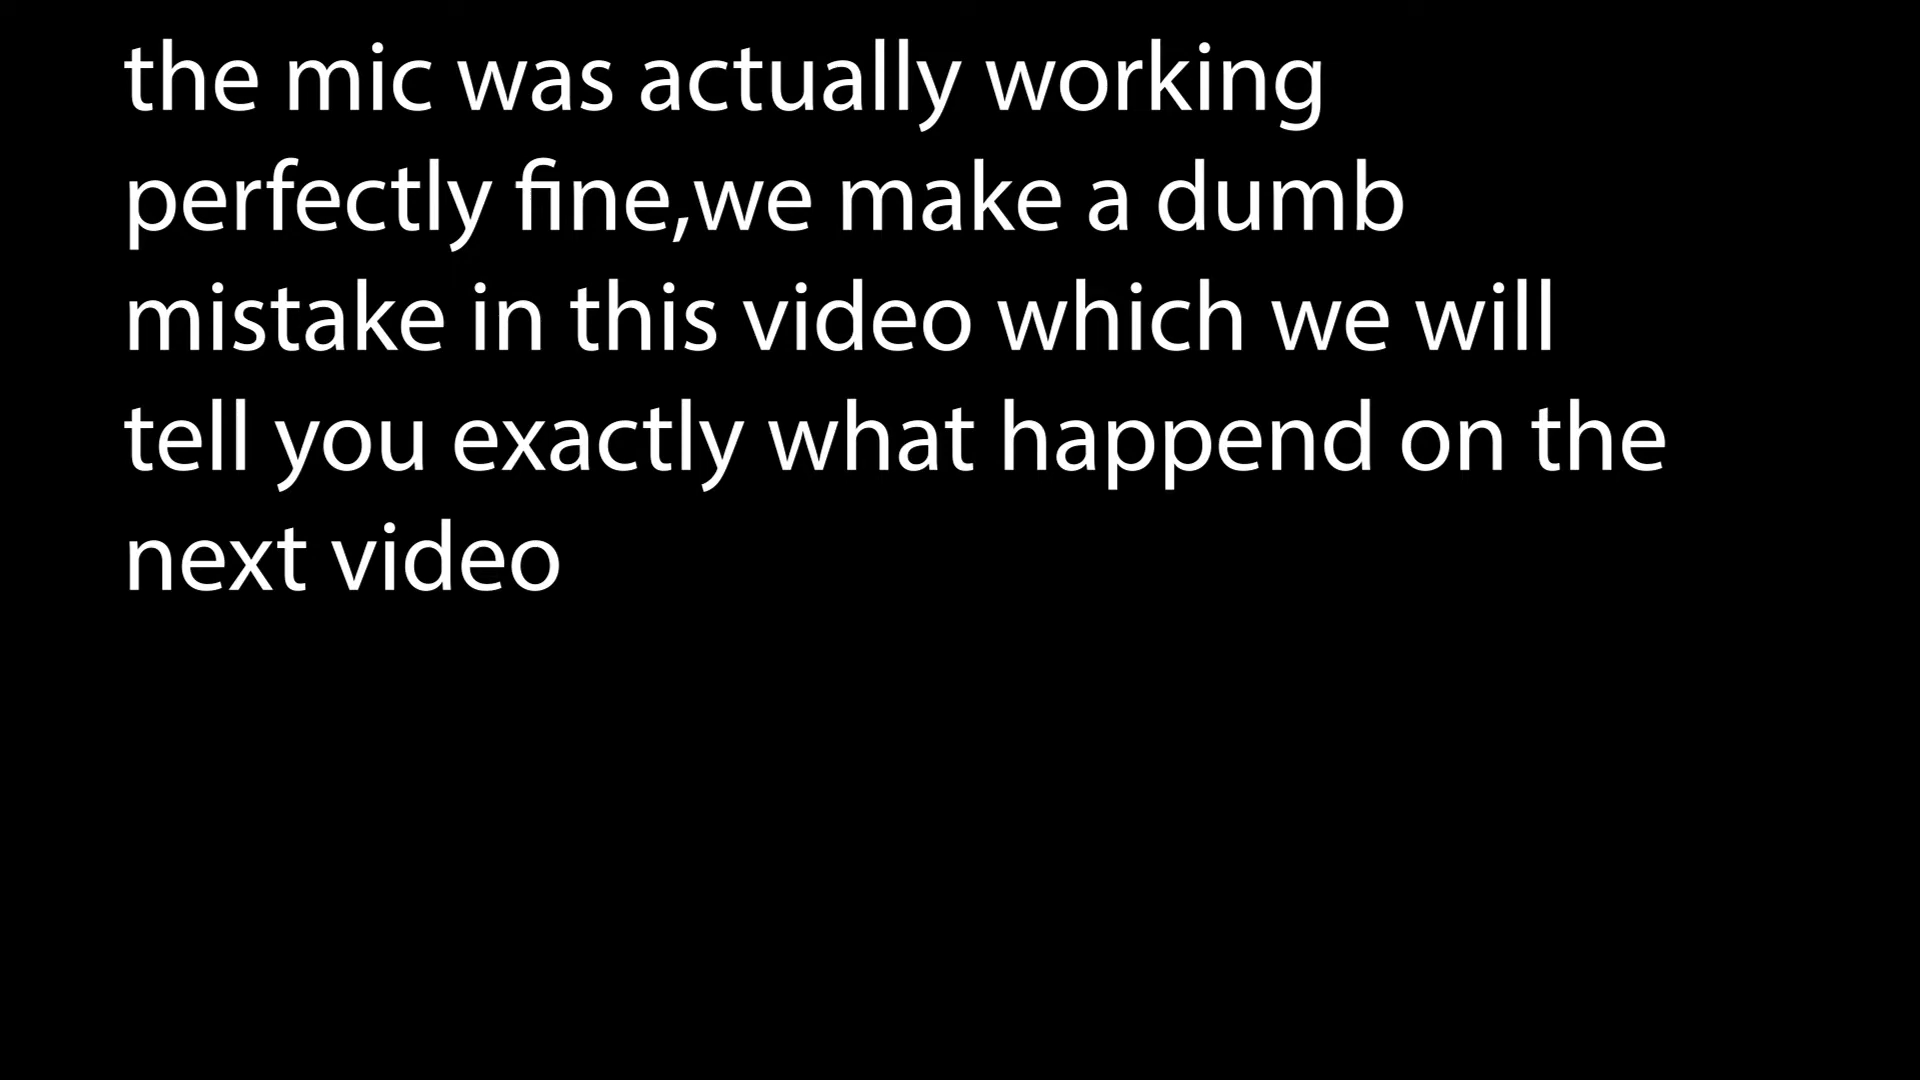 the mic was actually working
perfectly fine,we make a dumb
mistake in this video which we will
tell you exactly what happend on the
next video